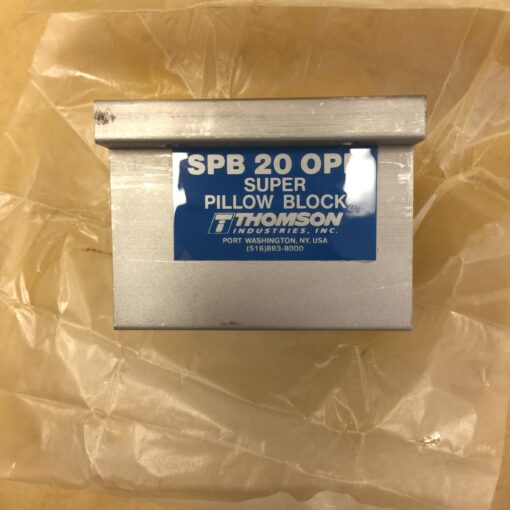 SPB 20 OPN
SUPER
PILLOW BLOCK
THOMSON
INDUSTRIES, INC.
PORT WASHINGTON, NY, USA
(516)883-8000